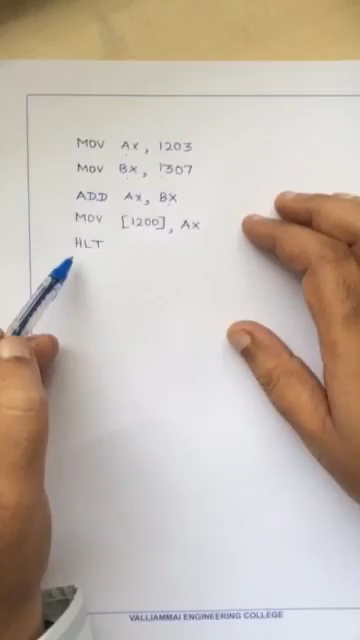 MOV AX, 1203
MOV BX, 1307
ADD AX, BX
MOV [1200], AX
HLT
VALLIAMMAI ENGINEERING COLLEGE